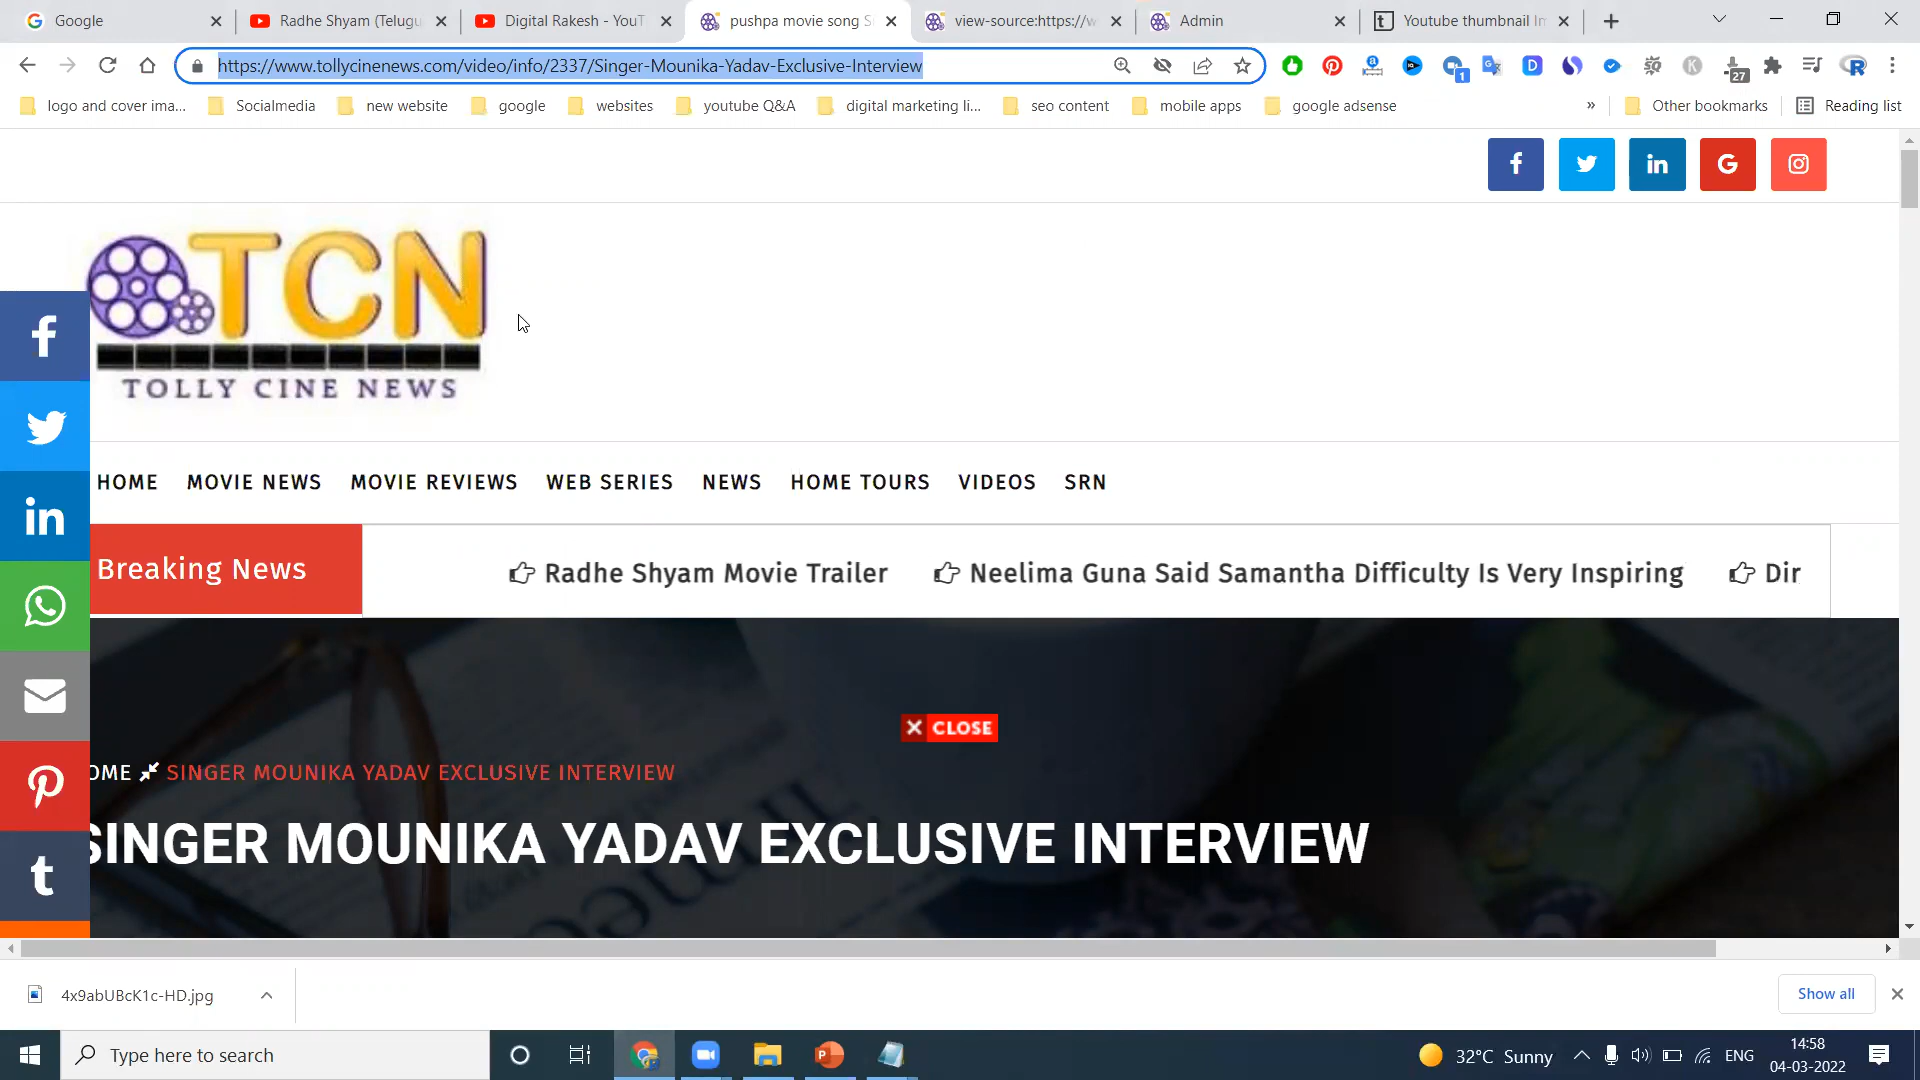 Google
Radhe Shyam (Telugu
Digital Rakesh - YouT
pushpa movie song S
view-source:https://w
Admin
Youtube thumbnail Im
https://www.tollycinenews.com/video/info/2337/Singer-Mounika-Yadav-Exclusive-Interview
1
27
logo and cover ima...
Socialmedia
new website
google
websites
youtube Q&A
digital marketing li...
seo content
mobile apps
google adsense
»
Other bookmarks
Reading list
TCN
TOLLY CINE NEWS
HOME
MOVIE NEWS
MOVIE REVIEWS
WEB SERIES
NEWS
HOME TOURS
VIDEOS
SRN
Breaking News
Radhe Shyam Movie Trailer
Neelima Guna Said Samantha Difficulty Is Very Inspiring
Dir
CLOSE
OME SINGER MOUNIKA YADAV EXCLUSIVE INTERVIEW
SINGER MOUNIKA YADAV EXCLUSIVE INTERVIEW
4x9abUBcK1c-HD.jpg
Show all
Type here to search
32°C Sunny
ENG
14:58
04-03-2022